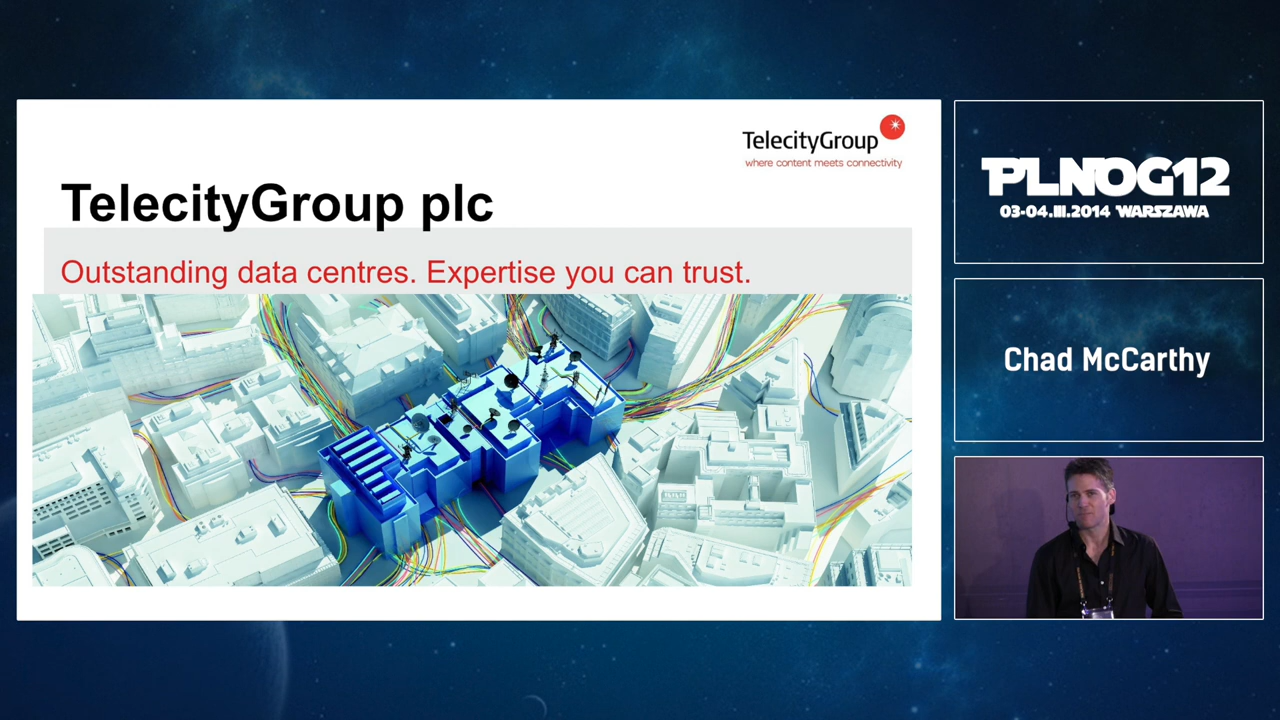 TelecityGroup
where content meets connectivity
TelecityGroup plc
Outstanding data centres. Expertise you can trust.
PLNOG12
03-04.III.2014 WARSZAWA
Chad McCarthy